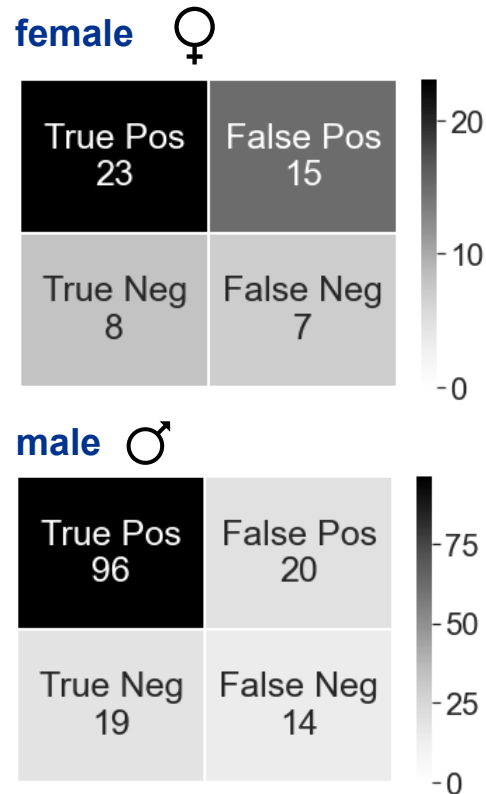 female ♀
True Pos
23
False Pos
15
True Neg
8
False Neg
7
20
10
0
male ♂
True Pos
96
False Pos
20
True Neg
19
False Neg
14
75
50
25
0